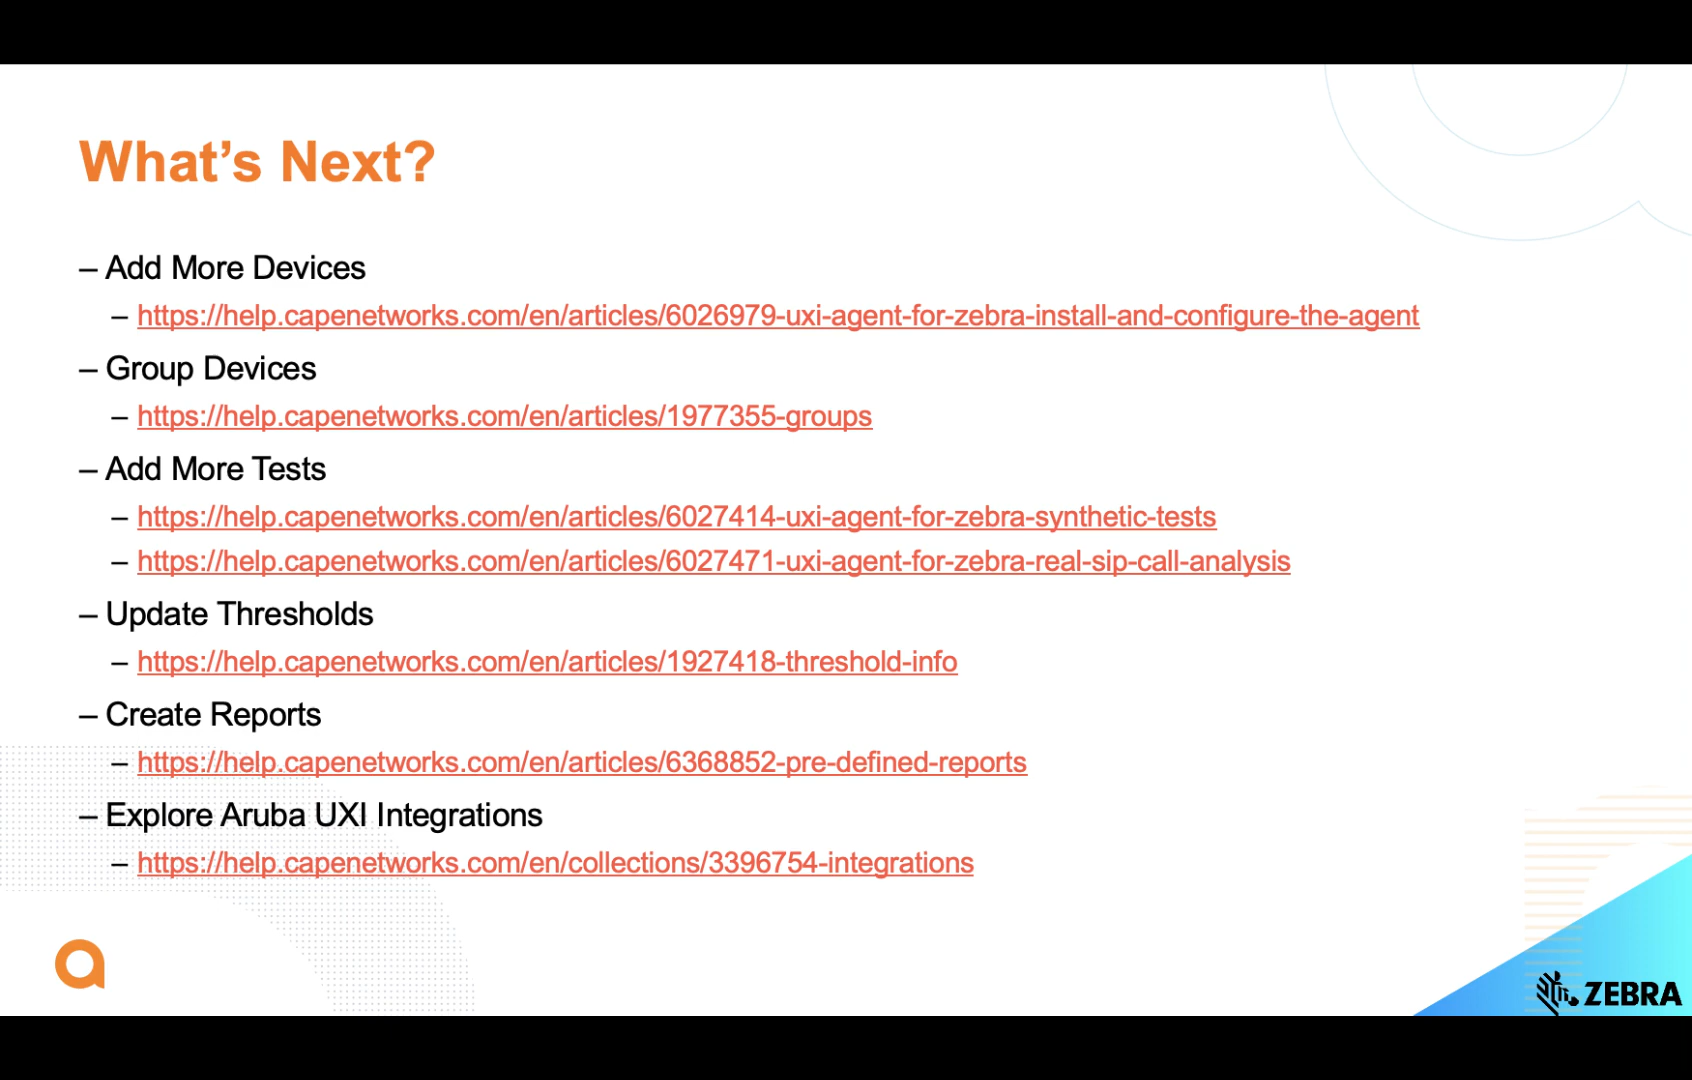 What’s Next?
– Add More Devices
– https://help.capenetworks.com/en/articles/6026979-uxi-agent-for-zebra-install-and-configure-the-agent
– Group Devices
– https://help.capenetworks.com/en/articles/1977355-groups
– Add More Tests
– https://help.capenetworks.com/en/articles/6027414-uxi-agent-for-zebra-synthetic-tests
– https://help.capenetworks.com/en/articles/6027471-uxi-agent-for-zebra-real-sip-call-analysis
– Update Thresholds
– https://help.capenetworks.com/en/articles/1927418-threshold-info
– Create Reports
– https://help.capenetworks.com/en/articles/6368852-pre-defined-reports
– Explore Aruba UXI Integrations
– https://help.capenetworks.com/en/collections/3396754-integrations
ZEBRA